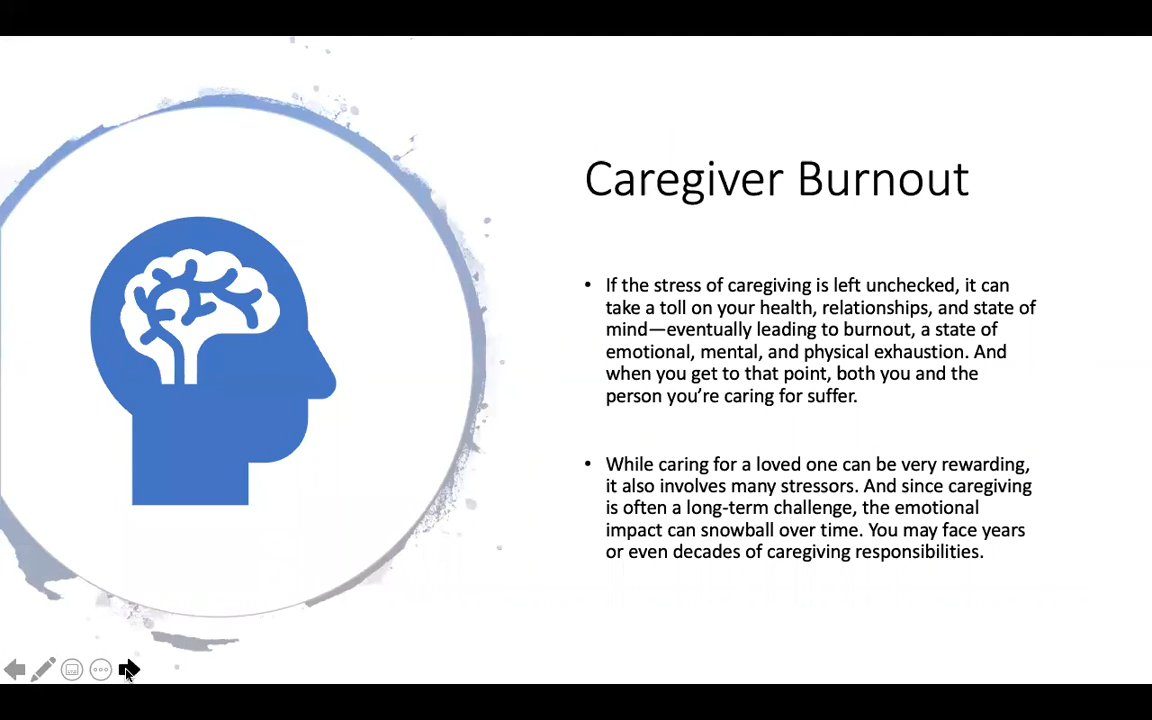 Caregiver Burnout
• If the stress of caregiving is left unchecked, it can
take a toll on your health, relationships, and state of
mind—eventually leading to burnout, a state of
emotional, mental, and physical exhaustion. And
when you get to that point, both you and the
person you’re caring for suffer.
• While caring for a loved one can be very rewarding,
it also involves many stressors. And since caregiving
is often a long-term challenge, the emotional
impact can snowball over time. You may face years
or even decades of caregiving responsibilities.